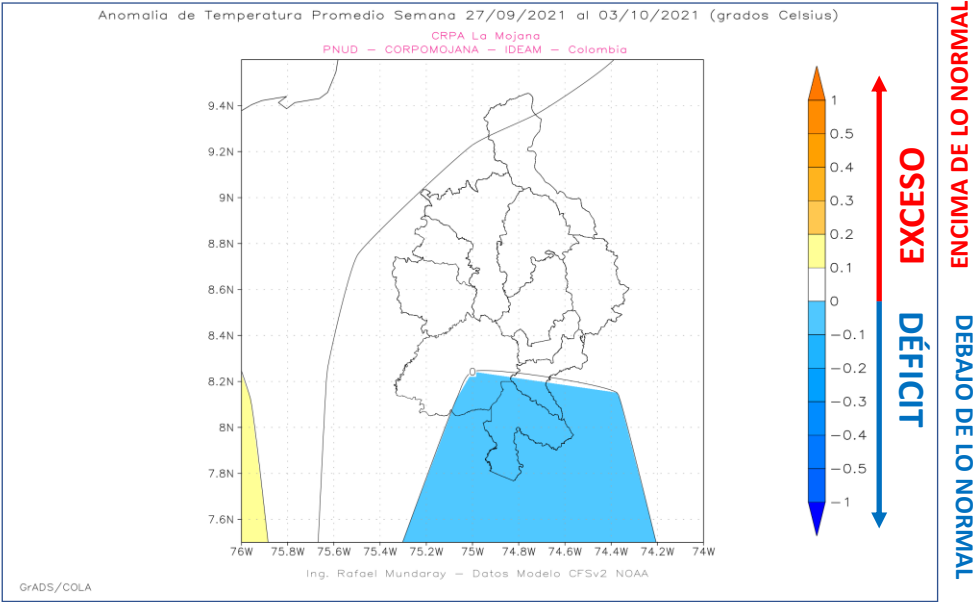 Anomalia de Temperatura Promedio Semana 27/09/2021 al 03/10/2021 (grados Celsius)
CRPA La Mojana
PNUD – CORPOMOJANA – IDEAM – Colombia
9.4N
9.2N
9N
8.8N
8.6N
8.4N
8.2N
8N
7.8N
7.6N
0
76W 75.8W 75.6W 75.4W 75.2W 75W 74.8W 74.6W 74.4W 74.2W 74W
Ing. Rafael Mundaray – Datos Modelo CFSv2 NOAA
GrADS/COLA
1
0.5
0.4
0.3
0.2
0.1
0
−0.1
−0.2
−0.3
−0.4
−0.5
−1
EXCESO
DÉFICIT
ENCIMA DE LO NORMAL
DEBAJO DE LO NORMAL